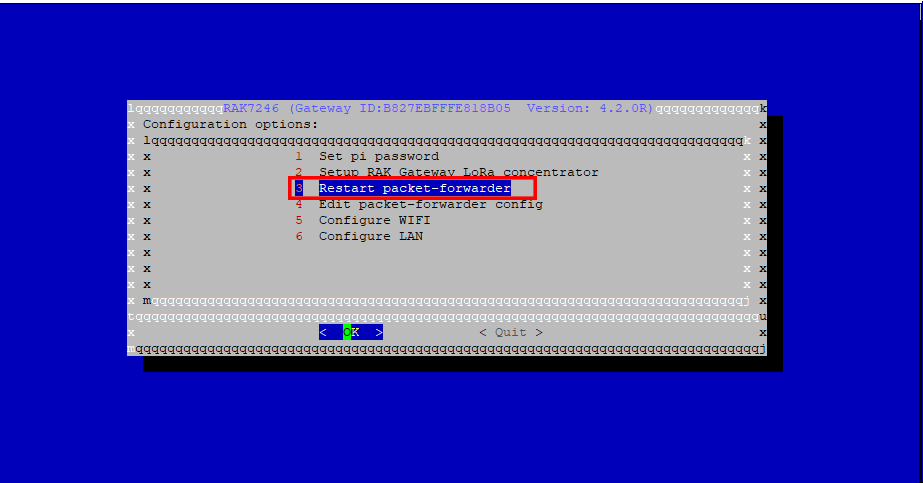 lqqqqqqqqqqqRAK7246 (Gateway ID:B827EBFFFE818B05  Version: 4.2.0R)qqqqqqqqqqqqqk
x Configuration options: x
x lqqqqqqqqqqqqqqqqqqqqqqqqqqqqqqqqqqqqqqqqqqqqqqqqqqqqqqqqqqqqqqqqqqqqqqqqqqk x
x x 1 Set pi password x x
x x 2 Setup RAK Gateway LoRa concentrator x x
x x 3 Restart packet-forwarder x x
x x 4 Edit packet-forwarder config x x
x x 5 Configure WIFI x x
x x 6 Configure LAN x x
x x x x
x x x x
x x x x
x mqqqqqqqqqqqqqqqqqqqqqqqqqqqqqqqqqqqqqqqqqqqqqqqqqqqqqqqqqqqqqqqqqqqqqqqqqqj x
tqqqqqqqqqqqqqqqqqqqqqqqqqqqqqqqqqqqqqqqqqqqqqqqqqqqqqqqqqqqqqqqqqqqqqqqqqqqqqqu
x < OK > < Quit > x
mqqqqqqqqqqqqqqqqqqqqqqqqqqqqqqqqqqqqqqqqqqqqqqqqqqqqqqqqqqqqqqqqqqqqqqqqqqqqqqj